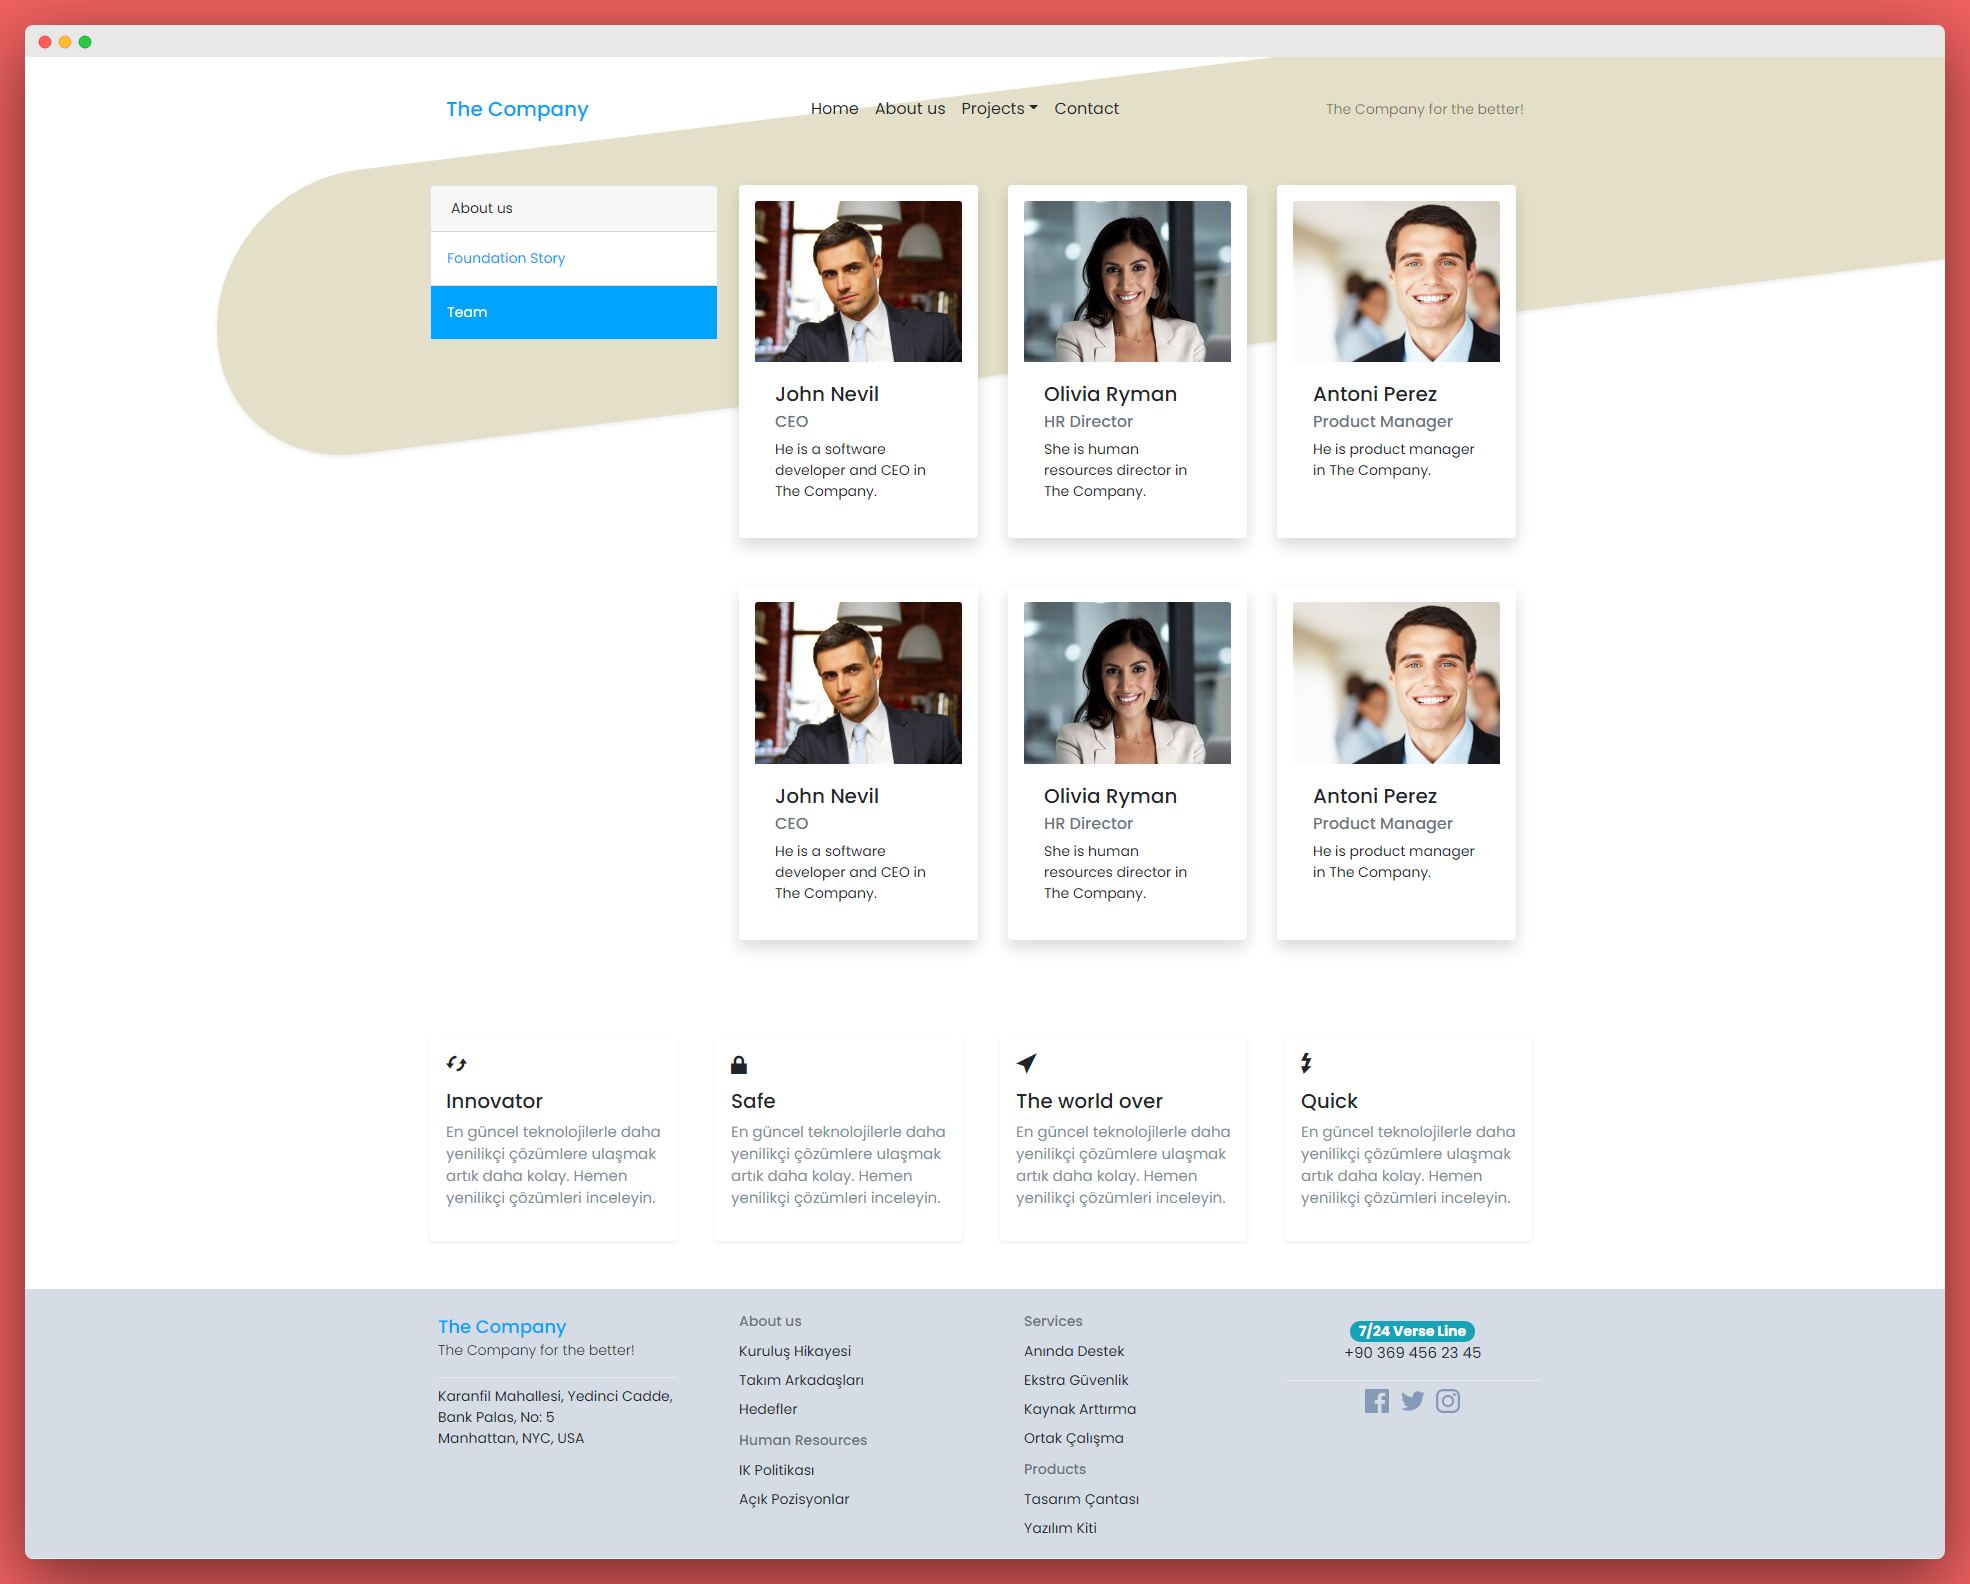 The Company
Home About us Projects Contact
The Company for the better!
About us
Foundation Story
Team
John Nevil
CEO
He is a software
developer and CEO in
The Company.
Olivia Ryman
HR Director
She is human
resources director in
The Company.
Antoni Perez
Product Manager
He is product manager
in The Company.
John Nevil
CEO
He is a software
developer and CEO in
The Company.
Olivia Ryman
HR Director
She is human
resources director in
The Company.
Antoni Perez
Product Manager
He is product manager
in The Company.
Innovator
En güncel teknolojilerle daha
yenilikçi çözümlere ulaşmak
artık daha kolay. Hemen
yenilikçi çözümleri inceleyin.
Safe
En güncel teknolojilerle daha
yenilikçi çözümlere ulaşmak
artık daha kolay. Hemen
yenilikçi çözümleri inceleyin.
The world over
En güncel teknolojilerle daha
yenilikçi çözümlere ulaşmak
artık daha kolay. Hemen
yenilikçi çözümleri inceleyin.
Quick
En güncel teknolojilerle daha
yenilikçi çözümlere ulaşmak
artık daha kolay. Hemen
yenilikçi çözümleri inceleyin.
The Company
The Company for the better!
Karanfil Mahallesi, Yedinci Cadde,
Bank Palas, No: 5
Manhattan, NYC, USA
About us
Kuruluş Hikayesi
Takım Arkadaşları
Hedefler
Human Resources
IK Politikası
Açık Pozisyonlar
Services
Anında Destek
Ekstra Güvenlik
Kaynak Arttırma
Ortak Çalışma
Products
Tasarım Çantası
Yazılım Kiti
7/24 Verse Line
+90 369 456 23 45